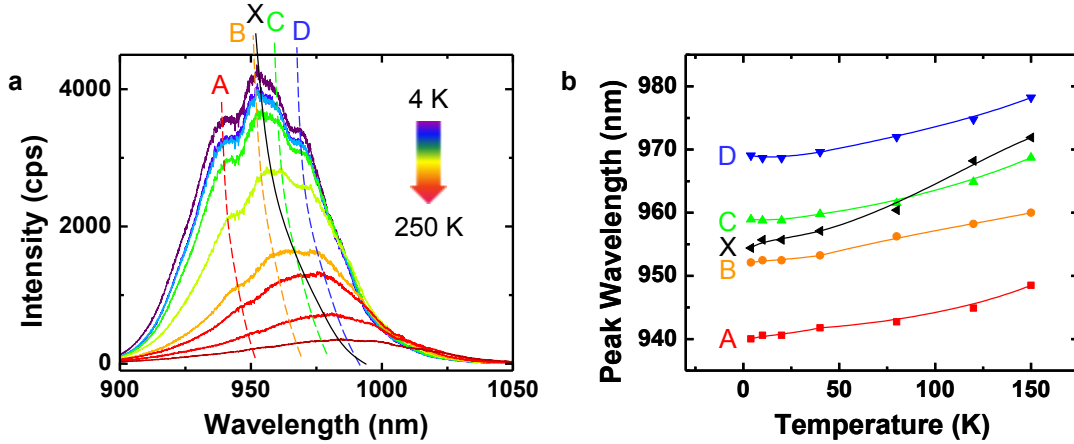 a
Intensity (cps)
4000
2000
0
900
950
1000
1050
Wavelength (nm)
A
B
X
C
D
4 K
250 K
b
Peak Wavelength (nm)
980
970
960
950
940
0
50
100
150
Temperature (K)
D
C
X
B
A